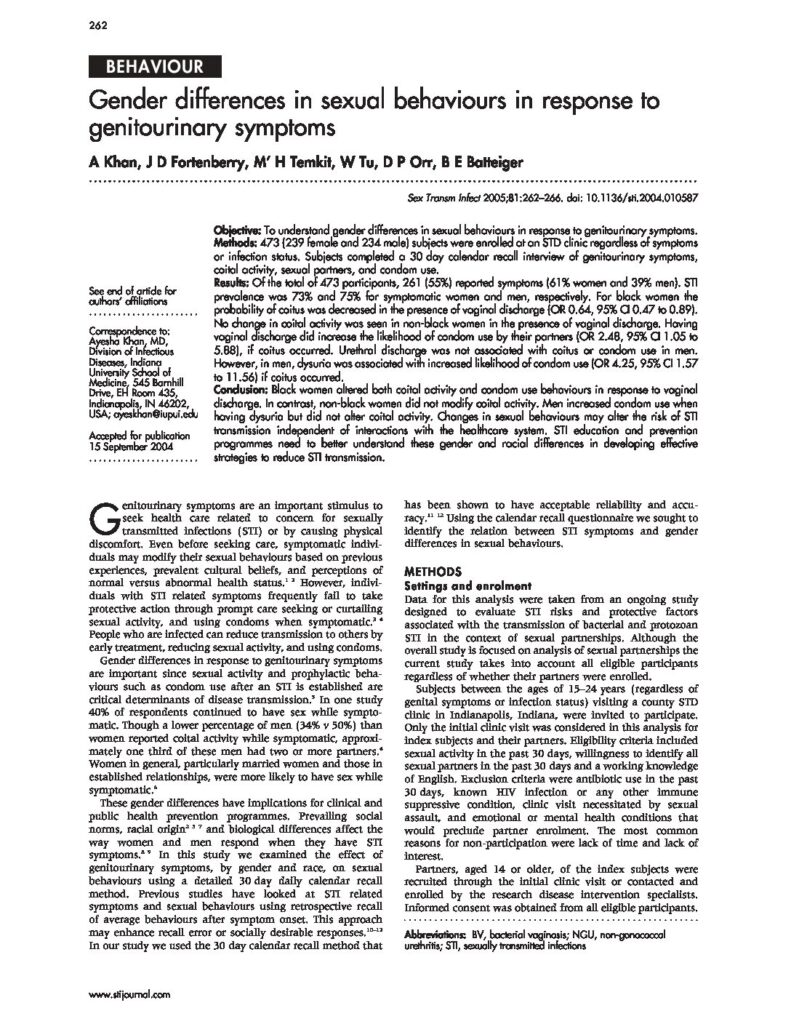 262
BEHAVIOUR
Gender differences in sexual behaviours in response to
genitourinary symptoms
A Khan, J D Fortenberry, M' H Temkit, W Tu, D P Orr, B E Batteiger
Sex Transm Infect 2005;81:262–266. doi: 10.1136/sti.2004.010587
See end of article for
authors' affiliations
Correspondence to:
Ayesha Khan, MD,
Division of Infectious
Diseases, Indiana
University School of
Medicine, 545 Barnhill
Drive, EH Room 435,
Indianapolis, IN 46202,
USA; ayeskhan@iupui.edu
Accepted for publication
15 September 2004
Objective: To understand gender differences in sexual behaviours in response to genitourinary symptoms.
Methods: 473 (239 female and 234 male) subjects were enrolled at an STD clinic regardless of symptoms
or infection status. Subjects completed a 30 day calendar recall interview of genitourinary symptoms,
coital activity, sexual partners, and condom use.
Results: Of the total of 473 participants, 261 (55%) reported symptoms (61% women and 39% men). STI
prevalence was 73% and 75% for symptomatic women and men, respectively. For black women the
probability of coitus was decreased in the presence of vaginal discharge (OR 0.64, 95% CI 0.47 to 0.89).
No change in coital activity was seen in non-black women in the presence of vaginal discharge. Having
vaginal discharge did increase the likelihood of condom use by their partners (OR 2.48, 95% CI 1.05 to
5.88), if coitus occurred. Urethral discharge was not associated with coitus or condom use in men.
However, in men, dysuria was associated with increased likelihood of condom use (OR 4.25, 95% CI 1.57
to 11.56) if coitus occurred.
Conclusion: Black women altered both coital activity and condom use behaviours in response to vaginal
discharge. In contrast, non-black women did not modify coital activity. Men increased condom use when
having dysuria but did not alter coital activity. Changes in sexual behaviours may alter the risk of STI
transmission independent of interactions with the healthcare system. STI education and prevention
programmes need to better understand these gender and racial differences in developing effective
strategies to reduce STI transmission.
Genitourinary symptoms are an important stimulus to
seek health care related to concern for sexually
transmitted infections (STI) or by causing physical
discomfort. Even before seeking care, symptomatic indivi-
duals may modify their sexual behaviours based on previous
experiences, prevalent cultural beliefs, and perceptions of
normal versus abnormal health status.¹ ² However, indivi-
duals with STI related symptoms frequently fail to take
protective action through prompt care seeking or curtailing
sexual activity, and using condoms when symptomatic.³ ⁴
People who are infected can reduce transmission to others by
early treatment, reducing sexual activity, and using condoms.
Gender differences in response to genitourinary symptoms
are important since sexual activity and prophylactic beha-
viours such as condom use after an STI is established are
critical determinants of disease transmission.⁵ In one study
40% of respondents continued to have sex while sympto-
matic. Though a lower percentage of men (34% v 50%) than
women reported coital activity while symptomatic, approxi-
mately one third of these men had two or more partners.⁴
Women in general, particularly married women and those in
established relationships, were more likely to have sex while
symptomatic.⁶
These gender differences have implications for clinical and
public health prevention programmes. Prevailing social
norms, racial origin² ³ ⁷ and biological differences affect the
way women and men respond when they have STI
symptoms.⁸ ⁹ In this study we examined the effect of
genitourinary symptoms, by gender and race, on sexual
behaviours using a detailed 30 day daily calendar recall
method. Previous studies have looked at STI related
symptoms and sexual behaviours using retrospective recall
of average behaviours after symptom onset. This approach
may enhance recall error or socially desirable responses.¹⁰⁻¹²
In our study we used the 30 day calendar recall method that
has been shown to have acceptable reliability and accu-
racy.¹¹ ¹² Using the calendar recall questionnaire we sought to
identify the relation between STI symptoms and gender
differences in sexual behaviours.
METHODS
Settings and enrolment
Data for this analysis were taken from an ongoing study
designed to evaluate STI risks and protective factors
associated with the transmission of bacterial and protozoan
STI in the context of sexual partnerships. Although the
overall study is focused on analysis of sexual partnerships the
current study takes into account all eligible participants
regardless of whether their partners were enrolled.
Subjects between the ages of 15–24 years (regardless of
genital symptoms or infection status) visiting a county STD
clinic in Indianapolis, Indiana, were invited to participate.
Only the initial clinic visit was considered in this analysis for
index subjects and their partners. Eligibility criteria included
sexual activity in the past 30 days, willingness to identify all
sexual partners in the past 30 days and a working knowledge
of English. Exclusion criteria were antibiotic use in the past
30 days, known HIV infection or any other immune
suppressive condition, clinic visit necessitated by sexual
assault, and emotional or mental health conditions that
would preclude partner enrolment. The most common
reasons for non-participation were lack of time and lack of
interest.
Partners, aged 14 or older, of the index subjects were
recruited through the initial clinic visit or contacted and
enrolled by the research disease intervention specialists.
Informed consent was obtained from all eligible participants.
Abbreviations: BV, bacterial vaginosis; NGU, non-gonococcal
urethritis; STI, sexually transmitted infections
www.stijournal.com